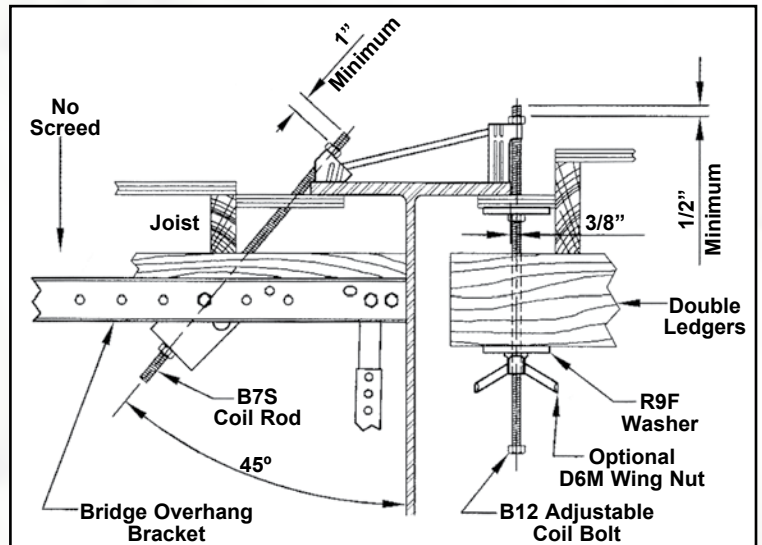 1"
Minimum
No
Screed
Joist
3/8"
1/2"
Minimum
Double
Ledgers
B7S
Coil Rod
R9F
Washer
45º
Optional
D6M Wing Nut
Bridge Overhang
Bracket
B12 Adjustable
Coil Bolt